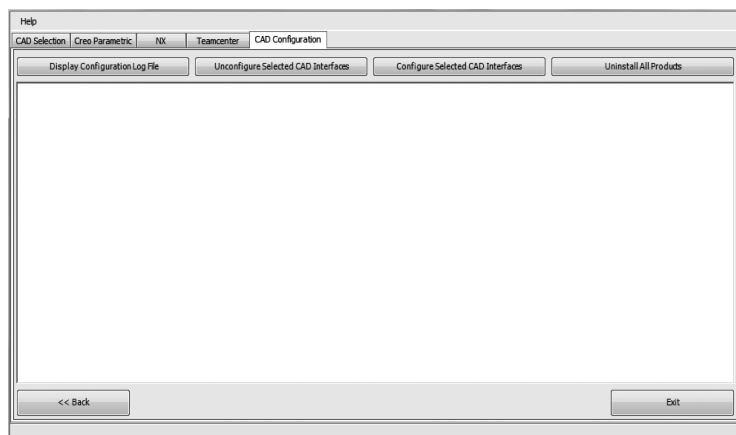 Help
CAD Selection Creo Parametric NX Teamcenter CAD Configuration
Display Configuration Log File Unconfigure Selected CAD Interfaces Configure Selected CAD Interfaces Uninstall All Products
<< Back Exit